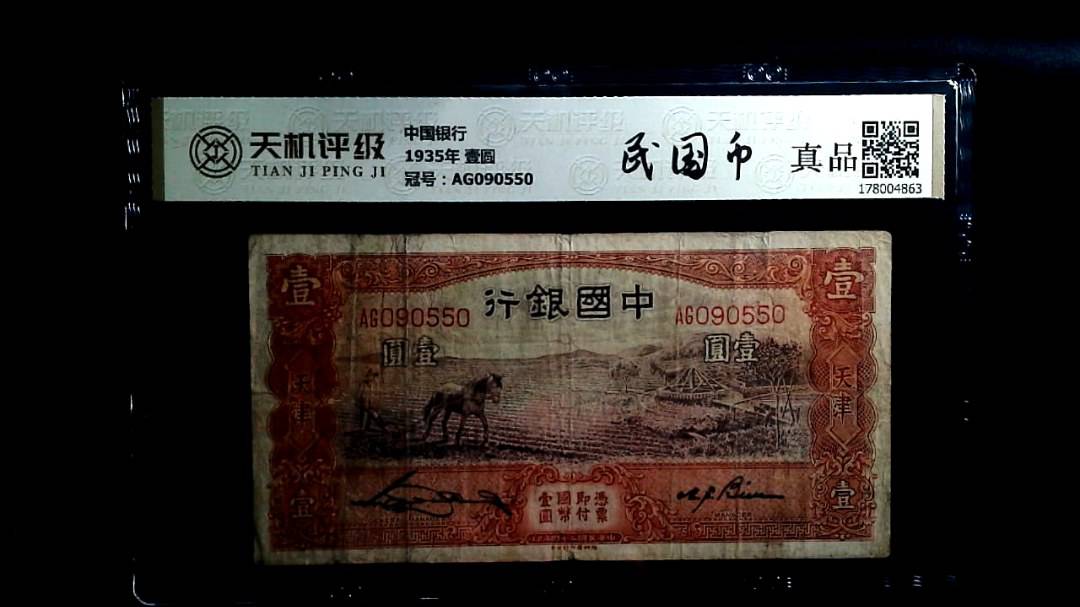 天机评级
TIAN JI PING JI
中国银行
1935年 壹圆
冠号：AG090550
民国币
真品
178004863
壹
行銀國中
壹
AG090550
AG090550
圓壹
圓壹
天津
天津
憑票
即付
國幣
壹圓
壹
壹